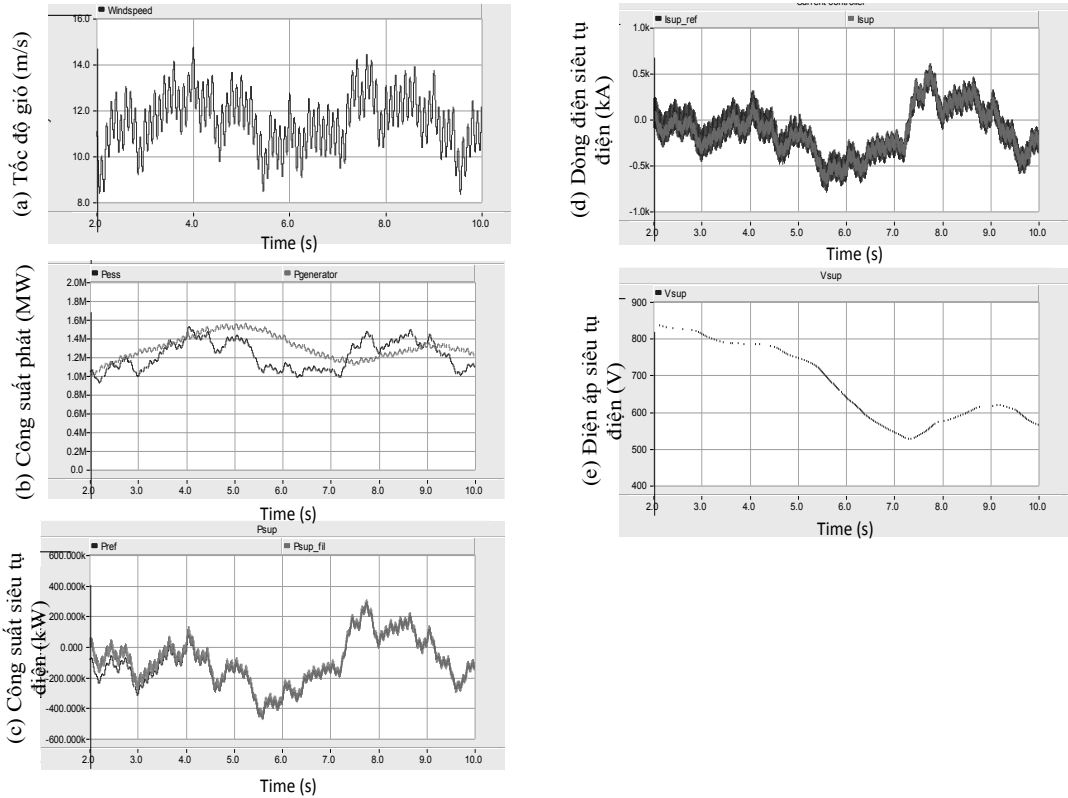 Windspeed
16.0
14.0
12.0
10.0
8.0
2.0 4.0 6.0 8.0 10.0
Time (s)
(a) Tốc độ gió (m/s)
Pess Pgenerator
2.0M
1.8M
1.6M
1.4M
1.2M
1.0M
0.8M
0.6M
0.4M
0.2M
0.0
2.0 3.0 4.0 5.0 6.0 7.0 8.0 9.0 10.0
Time (s)
(b) Công suất phát (MW)
Psup
Pref Psup_fil
600.000k
400.000k
200.000k
0.000
-200.000k
-400.000k
-600.000k
2.0 3.0 4.0 5.0 6.0 7.0 8.0 9.0 10.0
Time (s)
(c) Công suất siêu tụ
điện (kW)
Current controller
Isup_ref Isup
1.0k
0.5k
0.0
-0.5k
-1.0k
2.0 3.0 4.0 5.0 6.0 7.0 8.0 9.0 10.0
Time (s)
(d) Dòng điện siêu tụ
điện (kA)
Vsup
Vsup
900
800
700
600
500
400
2.0 3.0 4.0 5.0 6.0 7.0 8.0 9.0 10.0
Time (s)
(e) Điện áp siêu tụ
điện (V)